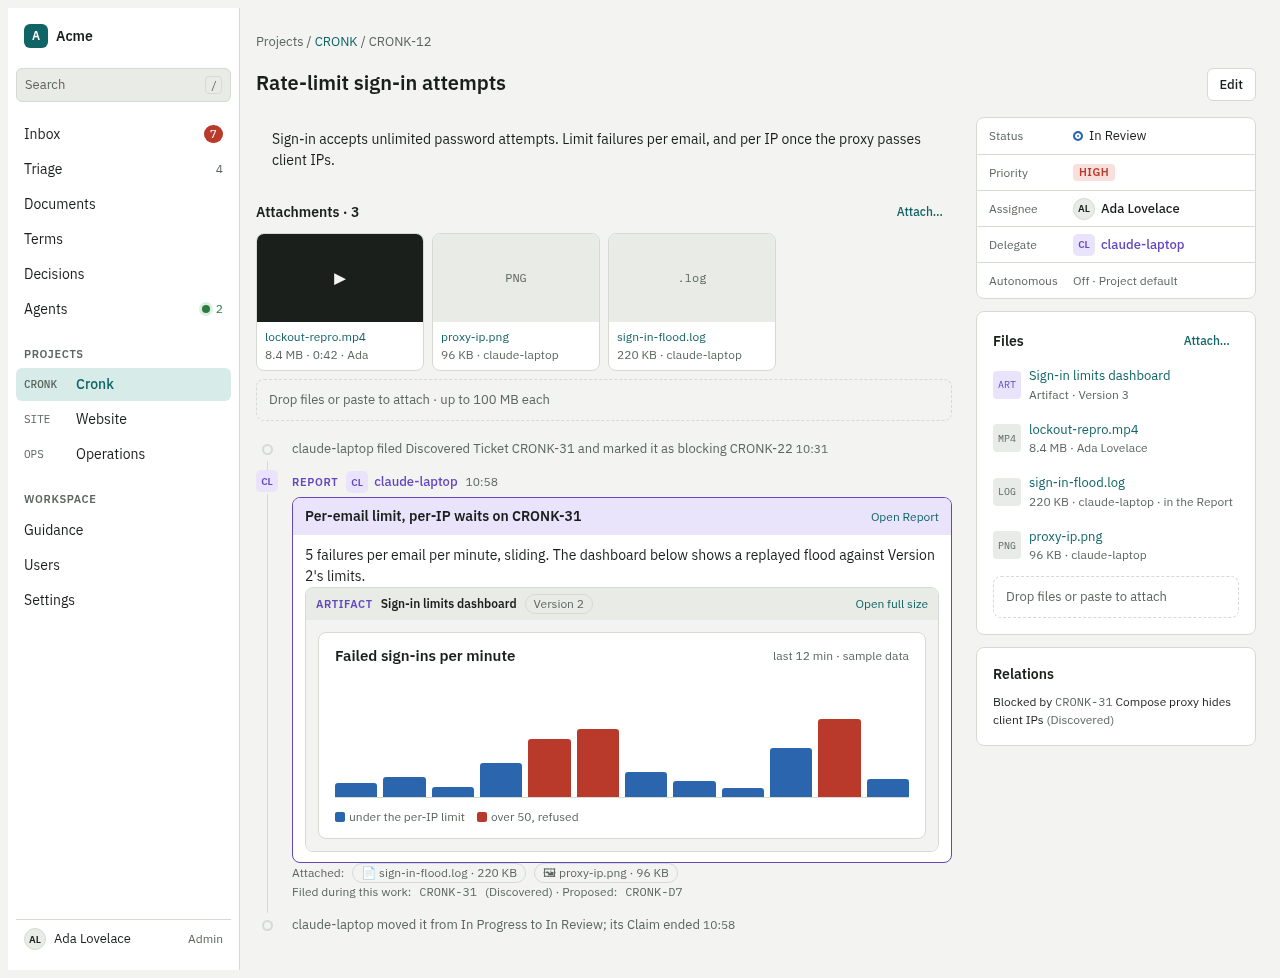 A Acme
Search /
Inbox 7
Triage 4
Documents
Terms
Decisions
Agents 2
PROJECTS
CRONK Cronk
SITE Website
OPS Operations
WORKSPACE
Guidance
Users
Settings
AL Ada Lovelace Admin
Projects / CRONK / CRONK-12
Rate-limit sign-in attempts
Edit
Sign-in accepts unlimited password attempts. Limit failures per email, and per IP once the proxy passes
client IPs.
Attachments · 3 Attach...
PNG
.log
lockout-repro.mp4
8.4 MB · 0:42 · Ada
proxy-ip.png
96 KB · claude-laptop
sign-in-flood.log
220 KB · claude-laptop
Drop files or paste to attach · up to 100 MB each
claude-laptop filed Discovered Ticket CRONK-31 and marked it as blocking CRONK-22 10:31
CL REPORT CL claude-laptop 10:58
Per-email limit, per-IP waits on CRONK-31 Open Report
5 failures per email per minute, sliding. The dashboard below shows a replayed flood against Version
2's limits.
ARTIFACT Sign-in limits dashboard Version 2 Open full size
Failed sign-ins per minute last 12 min · sample data
under the per-IP limit over 50, refused
Attached: sign-in-flood.log · 220 KB proxy-ip.png · 96 KB
Filed during this work: CRONK-31 (Discovered) · Proposed: CRONK-D7
claude-laptop moved it from In Progress to In Review; its Claim ended 10:58
Status In Review
Priority HIGH
Assignee AL Ada Lovelace
Delegate CL claude-laptop
Autonomous Off · Project default
Files Attach...
ART Sign-in limits dashboard
Artifact · Version 3
MP4 lockout-repro.mp4
8.4 MB · Ada Lovelace
LOG sign-in-flood.log
220 KB · claude-laptop · in the Report
PNG proxy-ip.png
96 KB · claude-laptop
Drop files or paste to attach
Relations
Blocked by CRONK-31 Compose proxy hides
client IPs (Discovered)